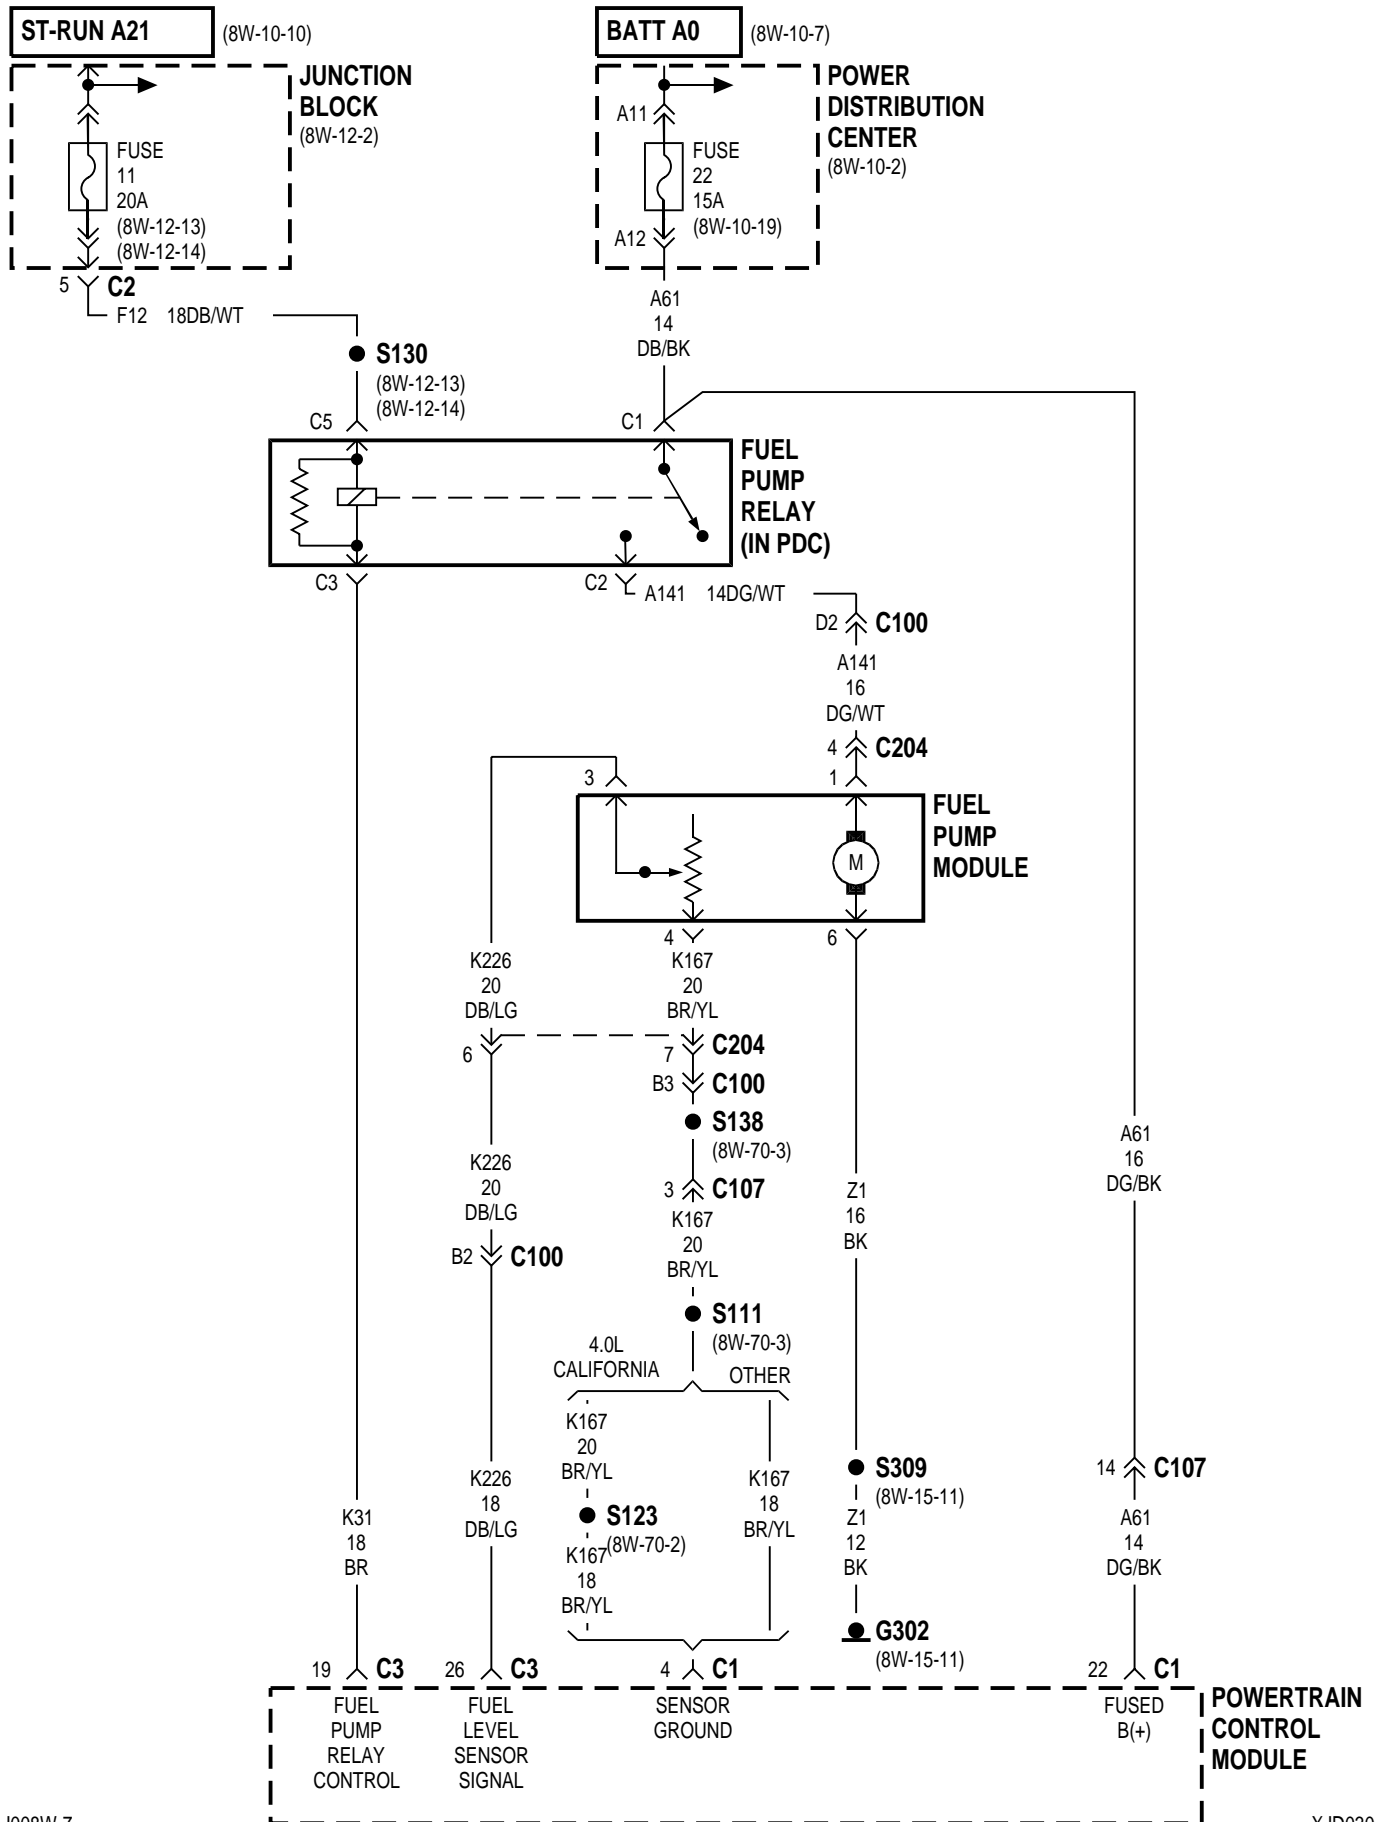 ST-RUN A21 (8W-10-10)
BATT A0 (8W-10-7)
JUNCTION
BLOCK
(8W-12-2)
FUSE
11
20A
(8W-12-13)
(8W-12-14)
POWER
DISTRIBUTION
CENTER
(8W-10-2)
A11
FUSE
22
15A
(8W-10-19)
A12
5 C2
F12 18DB/WT
A61
14
DB/BK
S130
(8W-12-13)
(8W-12-14)
C5
C1
FUEL
PUMP
RELAY
(IN PDC)
C3
C2
A141 14DG/WT
D2 C100
A141
16
DG/WT
4 C204
3
1
FUEL
PUMP
MODULE
M
4
6
K226
20
DB/LG
K167
20
BR/YL
6
7 C204
B3 C100
S138
(8W-70-3)
A61
16
DG/BK
K226
20
DB/LG
3 C107
Z1
16
BK
K167
20
BR/YL
B2 C100
S111
(8W-70-3)
4.0L
CALIFORNIA
OTHER
K167
20
BR/YL
K226
18
DB/LG
K167
18
BR/YL
S309
(8W-15-11)
14 C107
S123
(8W-70-2)
K31
18
BR
K167
18
BR/YL
Z1
12
BK
A61
14
DG/BK
G302
(8W-15-11)
19 C3
26 C3
4 C1
22 C1
FUEL
PUMP
RELAY
CONTROL
FUEL
LEVEL
SENSOR
SIGNAL
SENSOR
GROUND
FUSED
B(+)
POWERTRAIN
CONTROL
MODULE